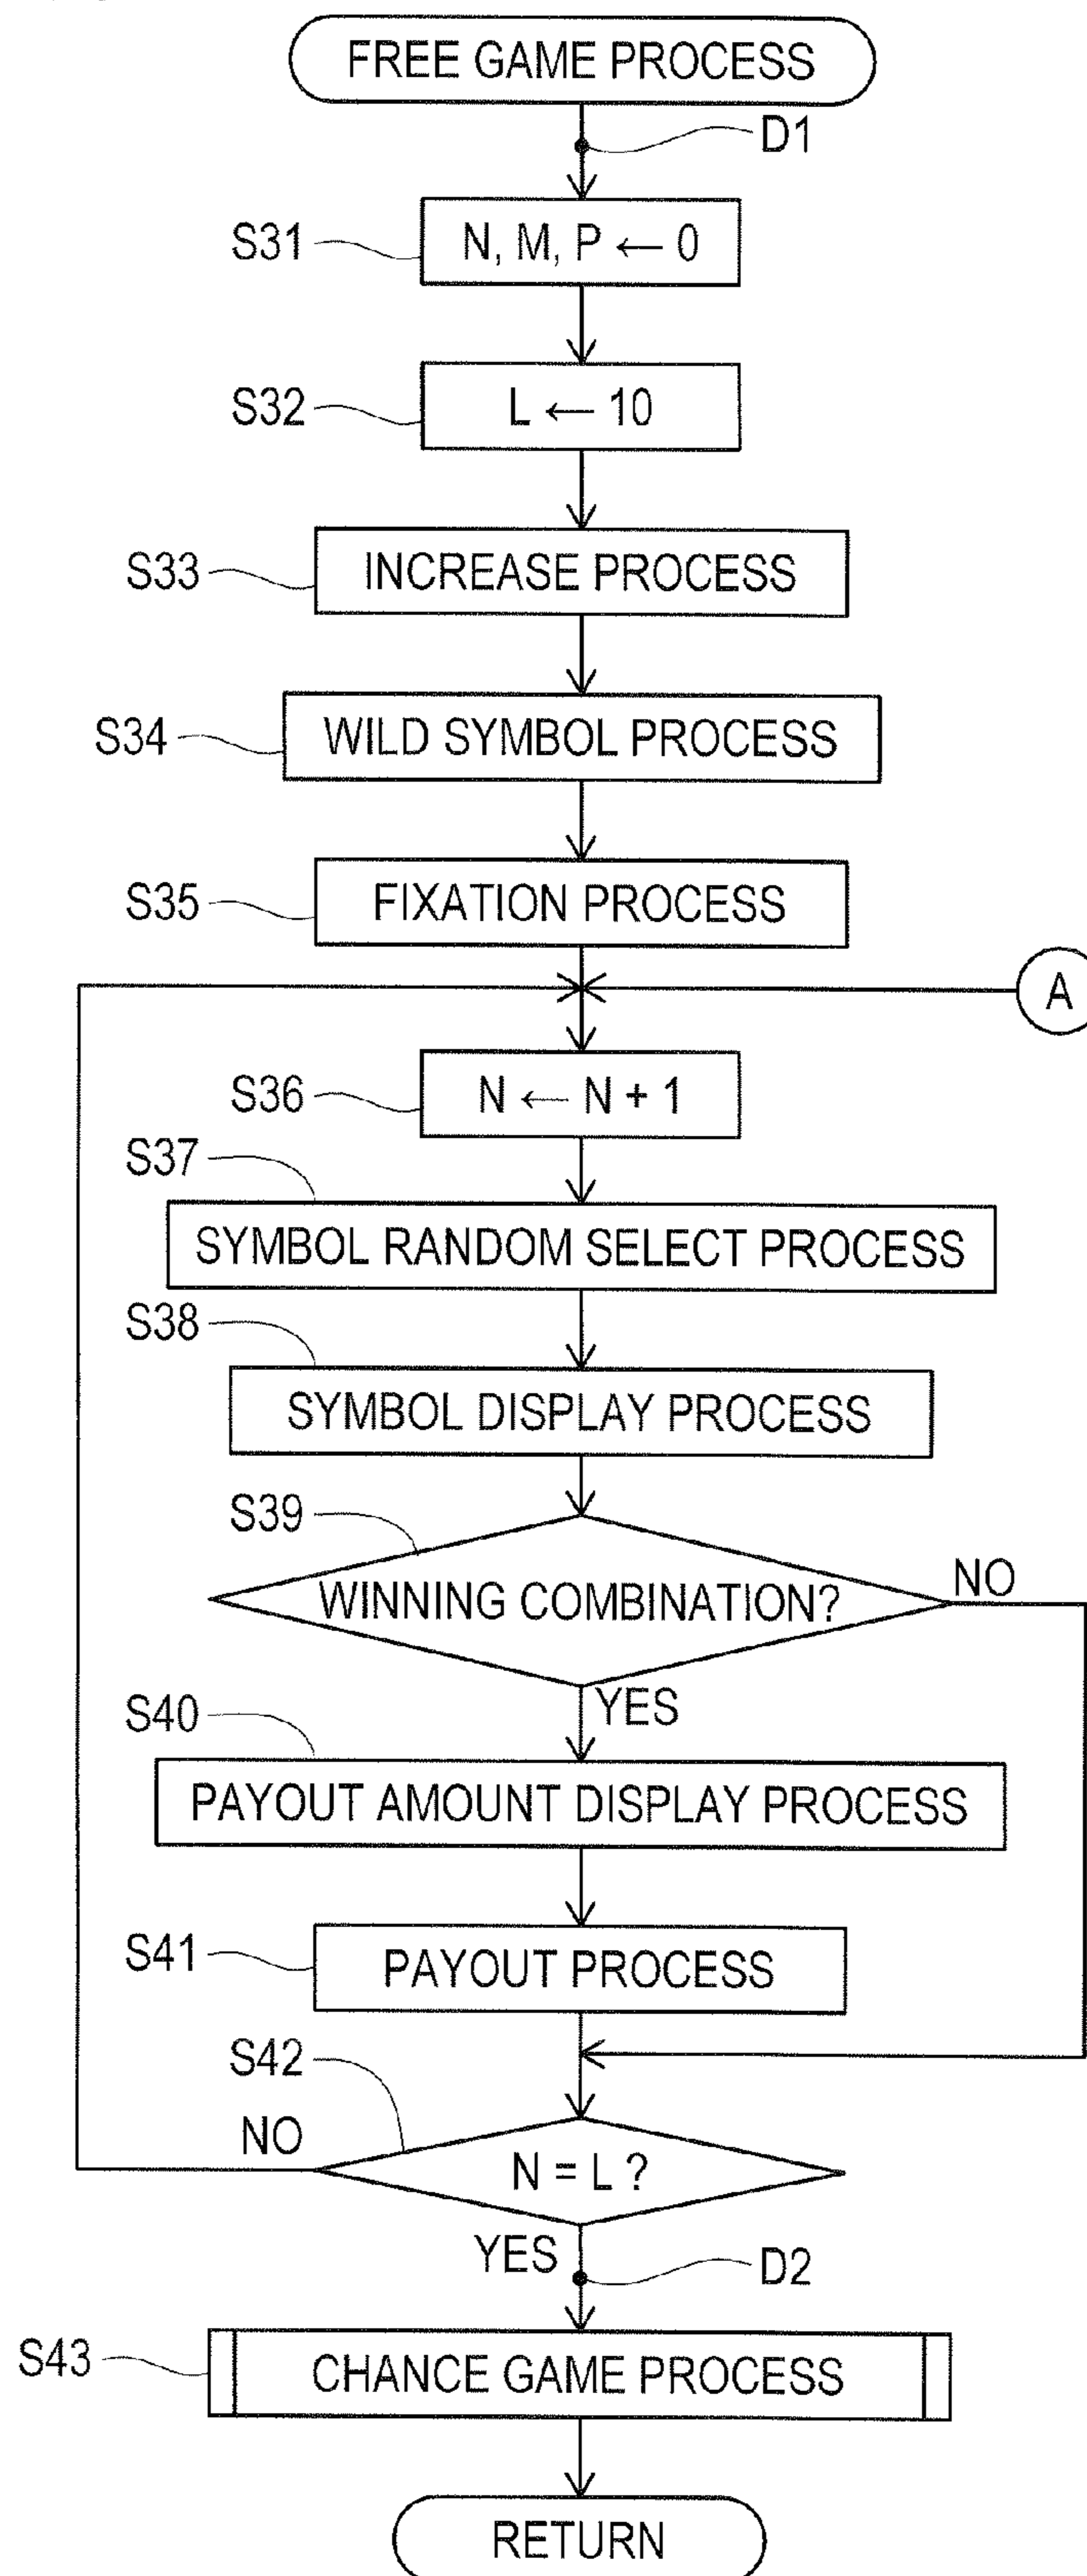 FREE GAME PROCESS
D1
S31
N, M, P ← 0
S32
L ← 10
S33
INCREASE PROCESS
S34
WILD SYMBOL PROCESS
S35
FIXATION PROCESS
A
S36
N ← N + 1
S37
SYMBOL RANDOM SELECT PROCESS
S38
SYMBOL DISPLAY PROCESS
S39
WINNING COMBINATION?
NO
YES
S40
PAYOUT AMOUNT DISPLAY PROCESS
S41
PAYOUT PROCESS
S42
NO
N = L ?
YES
D2
S43
CHANCE GAME PROCESS
RETURN